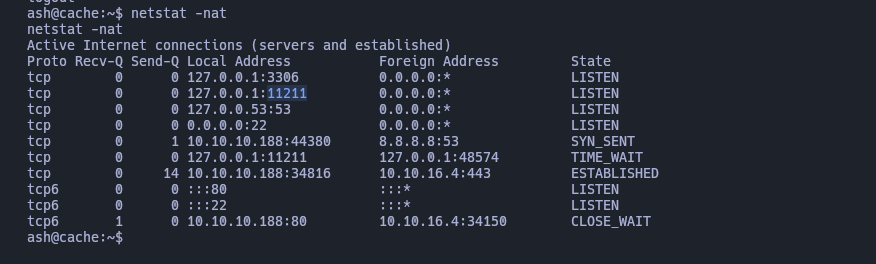 logout
ash@cache:~$ netstat -nat
netstat -nat
Active Internet connections (servers and established)
Proto Recv-Q Send-Q Local Address           Foreign Address         State
tcp        0      0 127.0.0.1:3306          0.0.0.0:*               LISTEN
tcp        0      0 127.0.0.1:11211         0.0.0.0:*               LISTEN
tcp        0      0 127.0.0.53:53           0.0.0.0:*               LISTEN
tcp        0      0 0.0.0.0:22              0.0.0.0:*               LISTEN
tcp        0      1 10.10.10.188:44380      8.8.8.8:53              SYN_SENT
tcp        0      0 127.0.0.1:11211         127.0.0.1:48574         TIME_WAIT
tcp        0     14 10.10.10.188:34816      10.10.16.4:443          ESTABLISHED
tcp6       0      0 :::80                   :::*                    LISTEN
tcp6       0      0 :::22                   :::*                    LISTEN
tcp6       1      0 10.10.10.188:80         10.10.16.4:34150        CLOSE_WAIT
ash@cache:~$